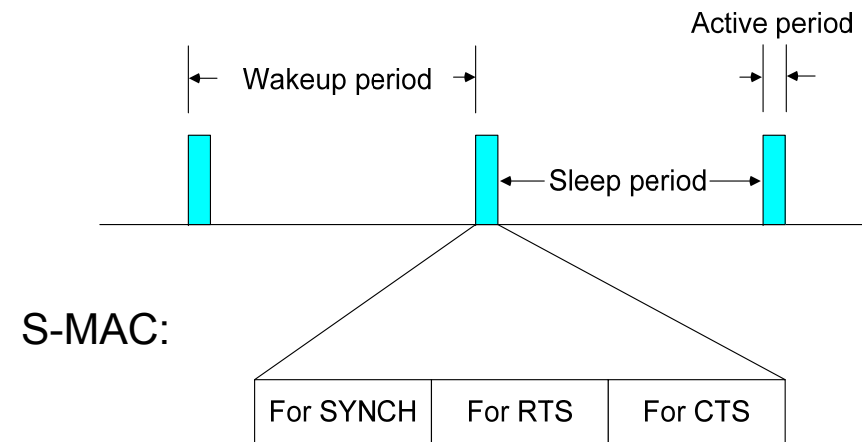 Active period
Wakeup period
Sleep period
S-MAC:
For SYNCH
For RTS
For CTS